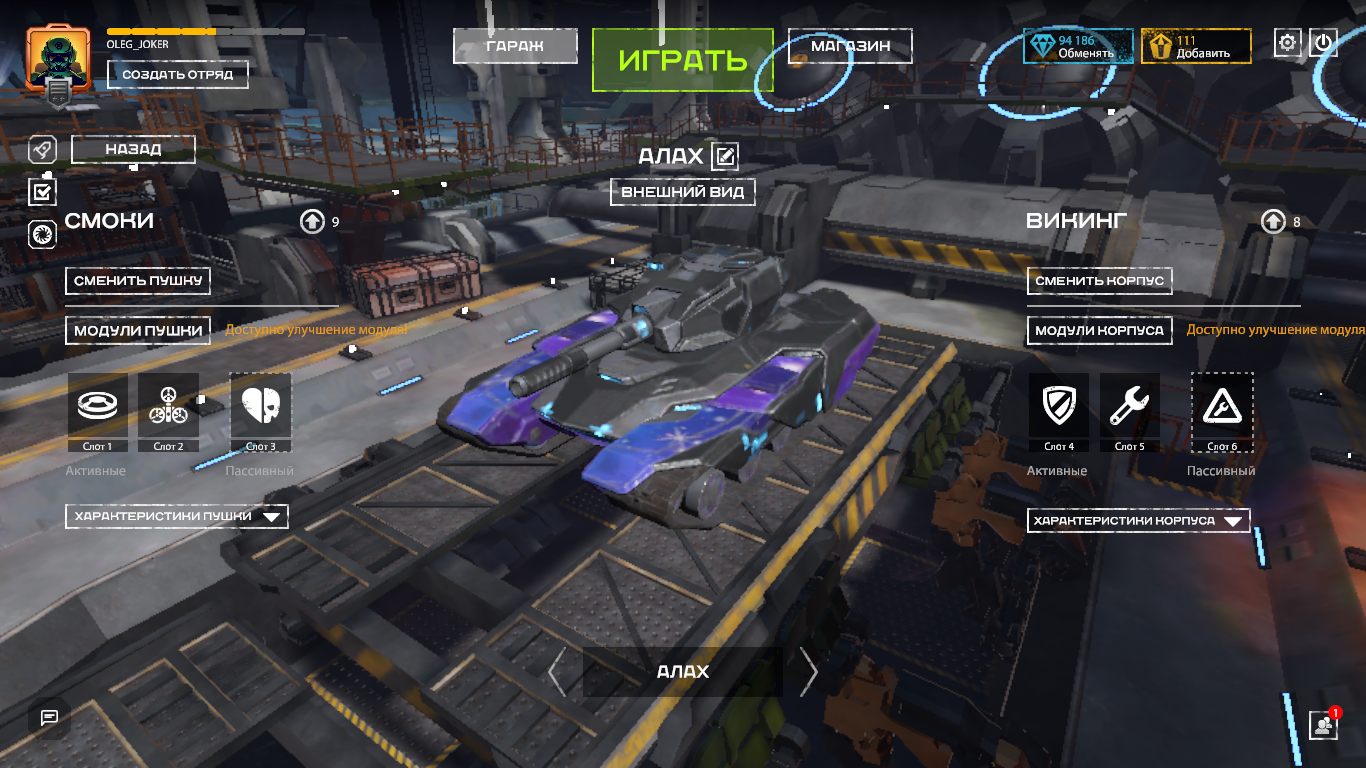 OLEG_JOKER
СОЗДАТЬ ОТРЯД
ГАРАЖ
ИГРАТЬ
МАГАЗИН
94 186
Обменять
111
Добавить
НАЗАД
АЛАХ
ВНЕШНИЙ ВИД
СМОКИ
9
СМЕНИТЬ ПУШКУ
МОДУЛИ ПУШКИ
Доступно улучшение модуля!
Слот 1
Слот 2
Слот 3
Активные
Пассивный
ХАРАКТЕРИСТИКИ ПУШКИ
ВИКИНГ
8
СМЕНИТЬ КОРПУС
МОДУЛИ КОРПУСА
Доступно улучшение модуля
Слот 4
Слот 5
Слот 6
Активные
Пассивный
ХАРАКТЕРИСТИКИ КОРПУСА
АЛАХ
1